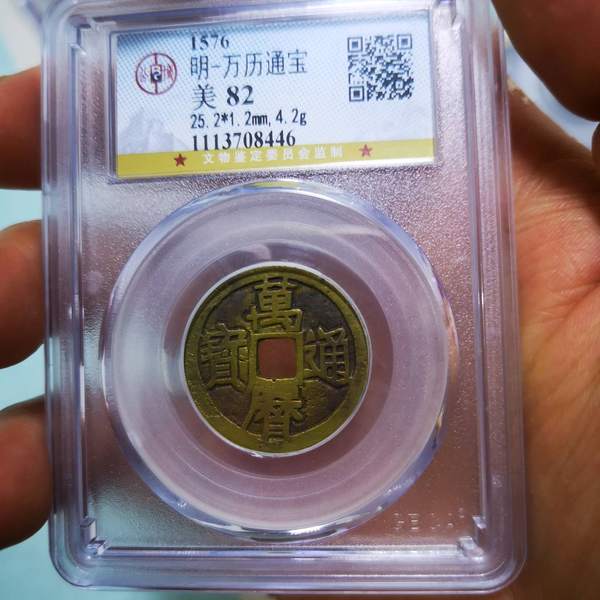 1576
明-万历通宝
美 82
25.2*1.2mm,4.2g
1113708446
★ 文物鉴定委员会监制 ★
萬曆通寶